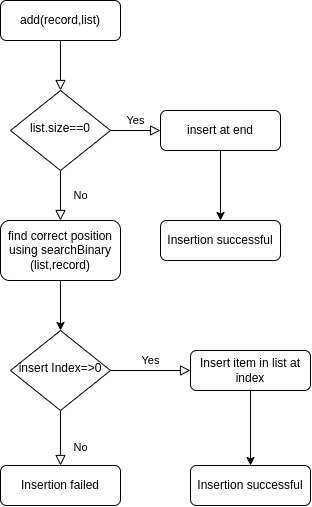 add(record,list)
list.size==0
Yes
insert at end
No
find correct position
using searchBinary
(list,record)
Insertion successful
insert Index=>0
Yes
Insert item in list at
index
No
Insertion failed
Insertion successful